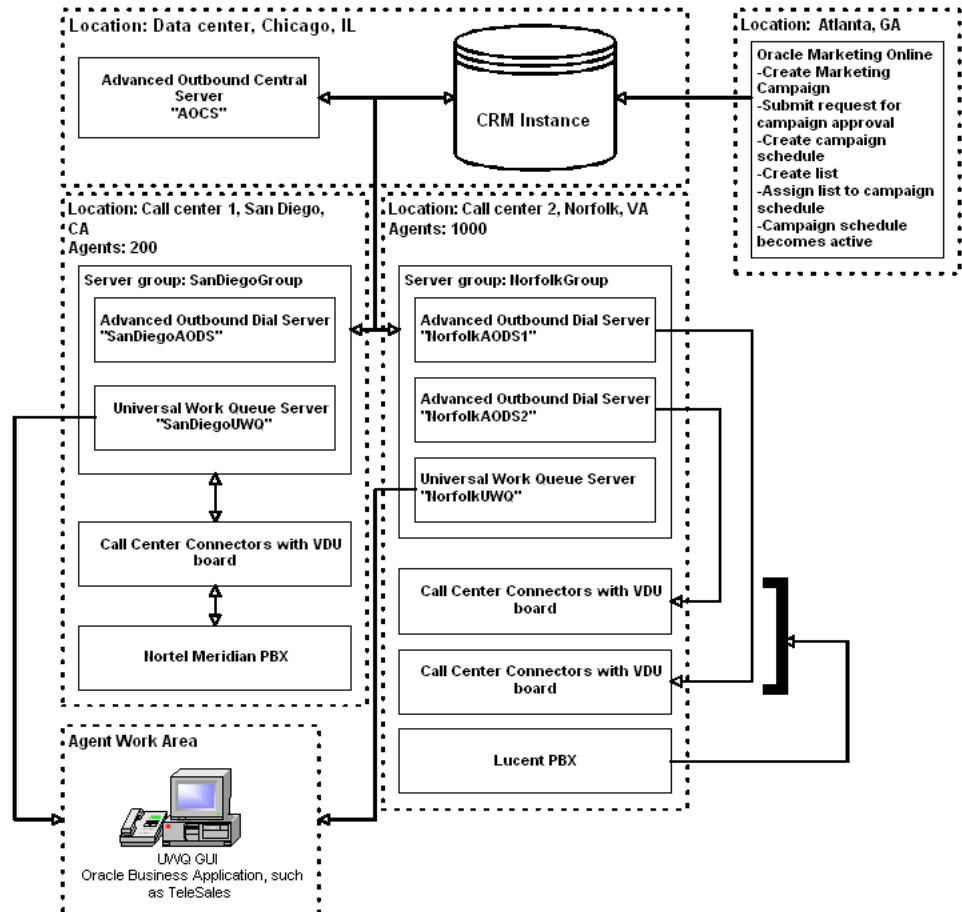 Location: Data center, Chicago, IL
Advanced Outbound Central
Server
"AOCS"
CRM Instance
Location: Atlanta, GA
Oracle Marketing Online
-Create Marketing
Campaign
-Submit request for
campaign approval
-Create campaign
schedule
-Create list
-Assign list to campaign
schedule
-Campaign schedule
becomes active
Location: Call center 1, San Diego,
CA
Agents: 200
Server group: SanDiegoGroup
Advanced Outbound Dial Server
"SanDiegoAODS"
Universal Work Queue Server
"SanDiegoUWQ"
Call Center Connectors with VDU
board
Nortel Meridian PBX
Location: Call center 2, Norfolk, VA
Agents: 1000
Server group: NorfolkGroup
Advanced Outbound Dial Server
"NorfolkAODS1"
Advanced Outbound Dial Server
"NorfolkAODS2"
Universal Work Queue Server
"NorfolkUWQ"
Call Center Connectors with VDU
board
Call Center Connectors with VDU
board
Lucent PBX
Agent Work Area
UWQ GUI
Oracle Business Application, such
as TeleSales